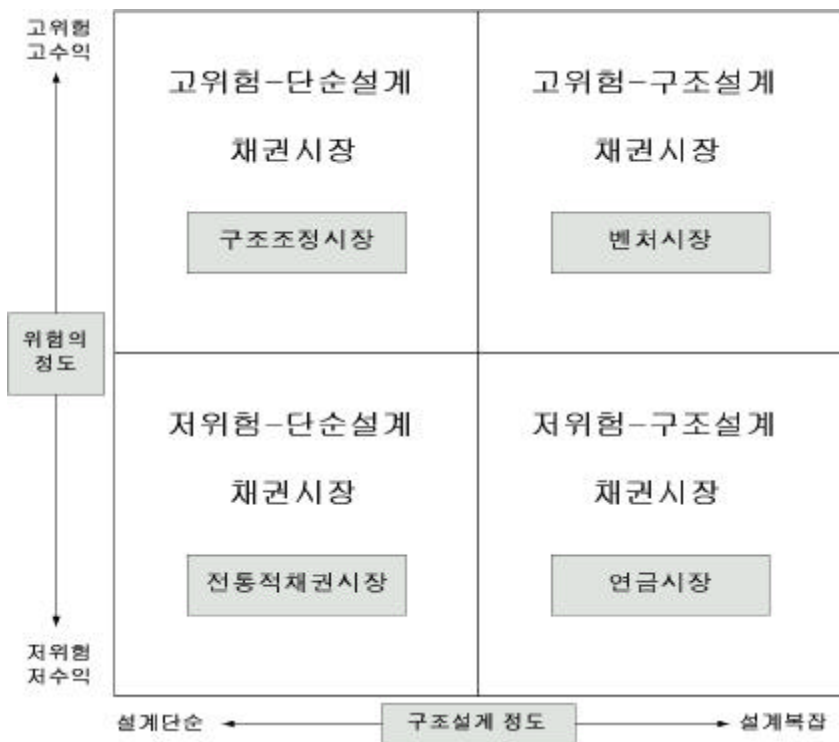 고위험
고수익
고위험-단순설계
채권시장
구조조정시장
고위험-구조설계
채권시장
벤처시장
위험의
정도
저위험-단순설계
채권시장
전통적채권시장
저위험-구조설계
채권시장
연금시장
저위험
저수익
설계단순
구조설계 정도
설계복잡